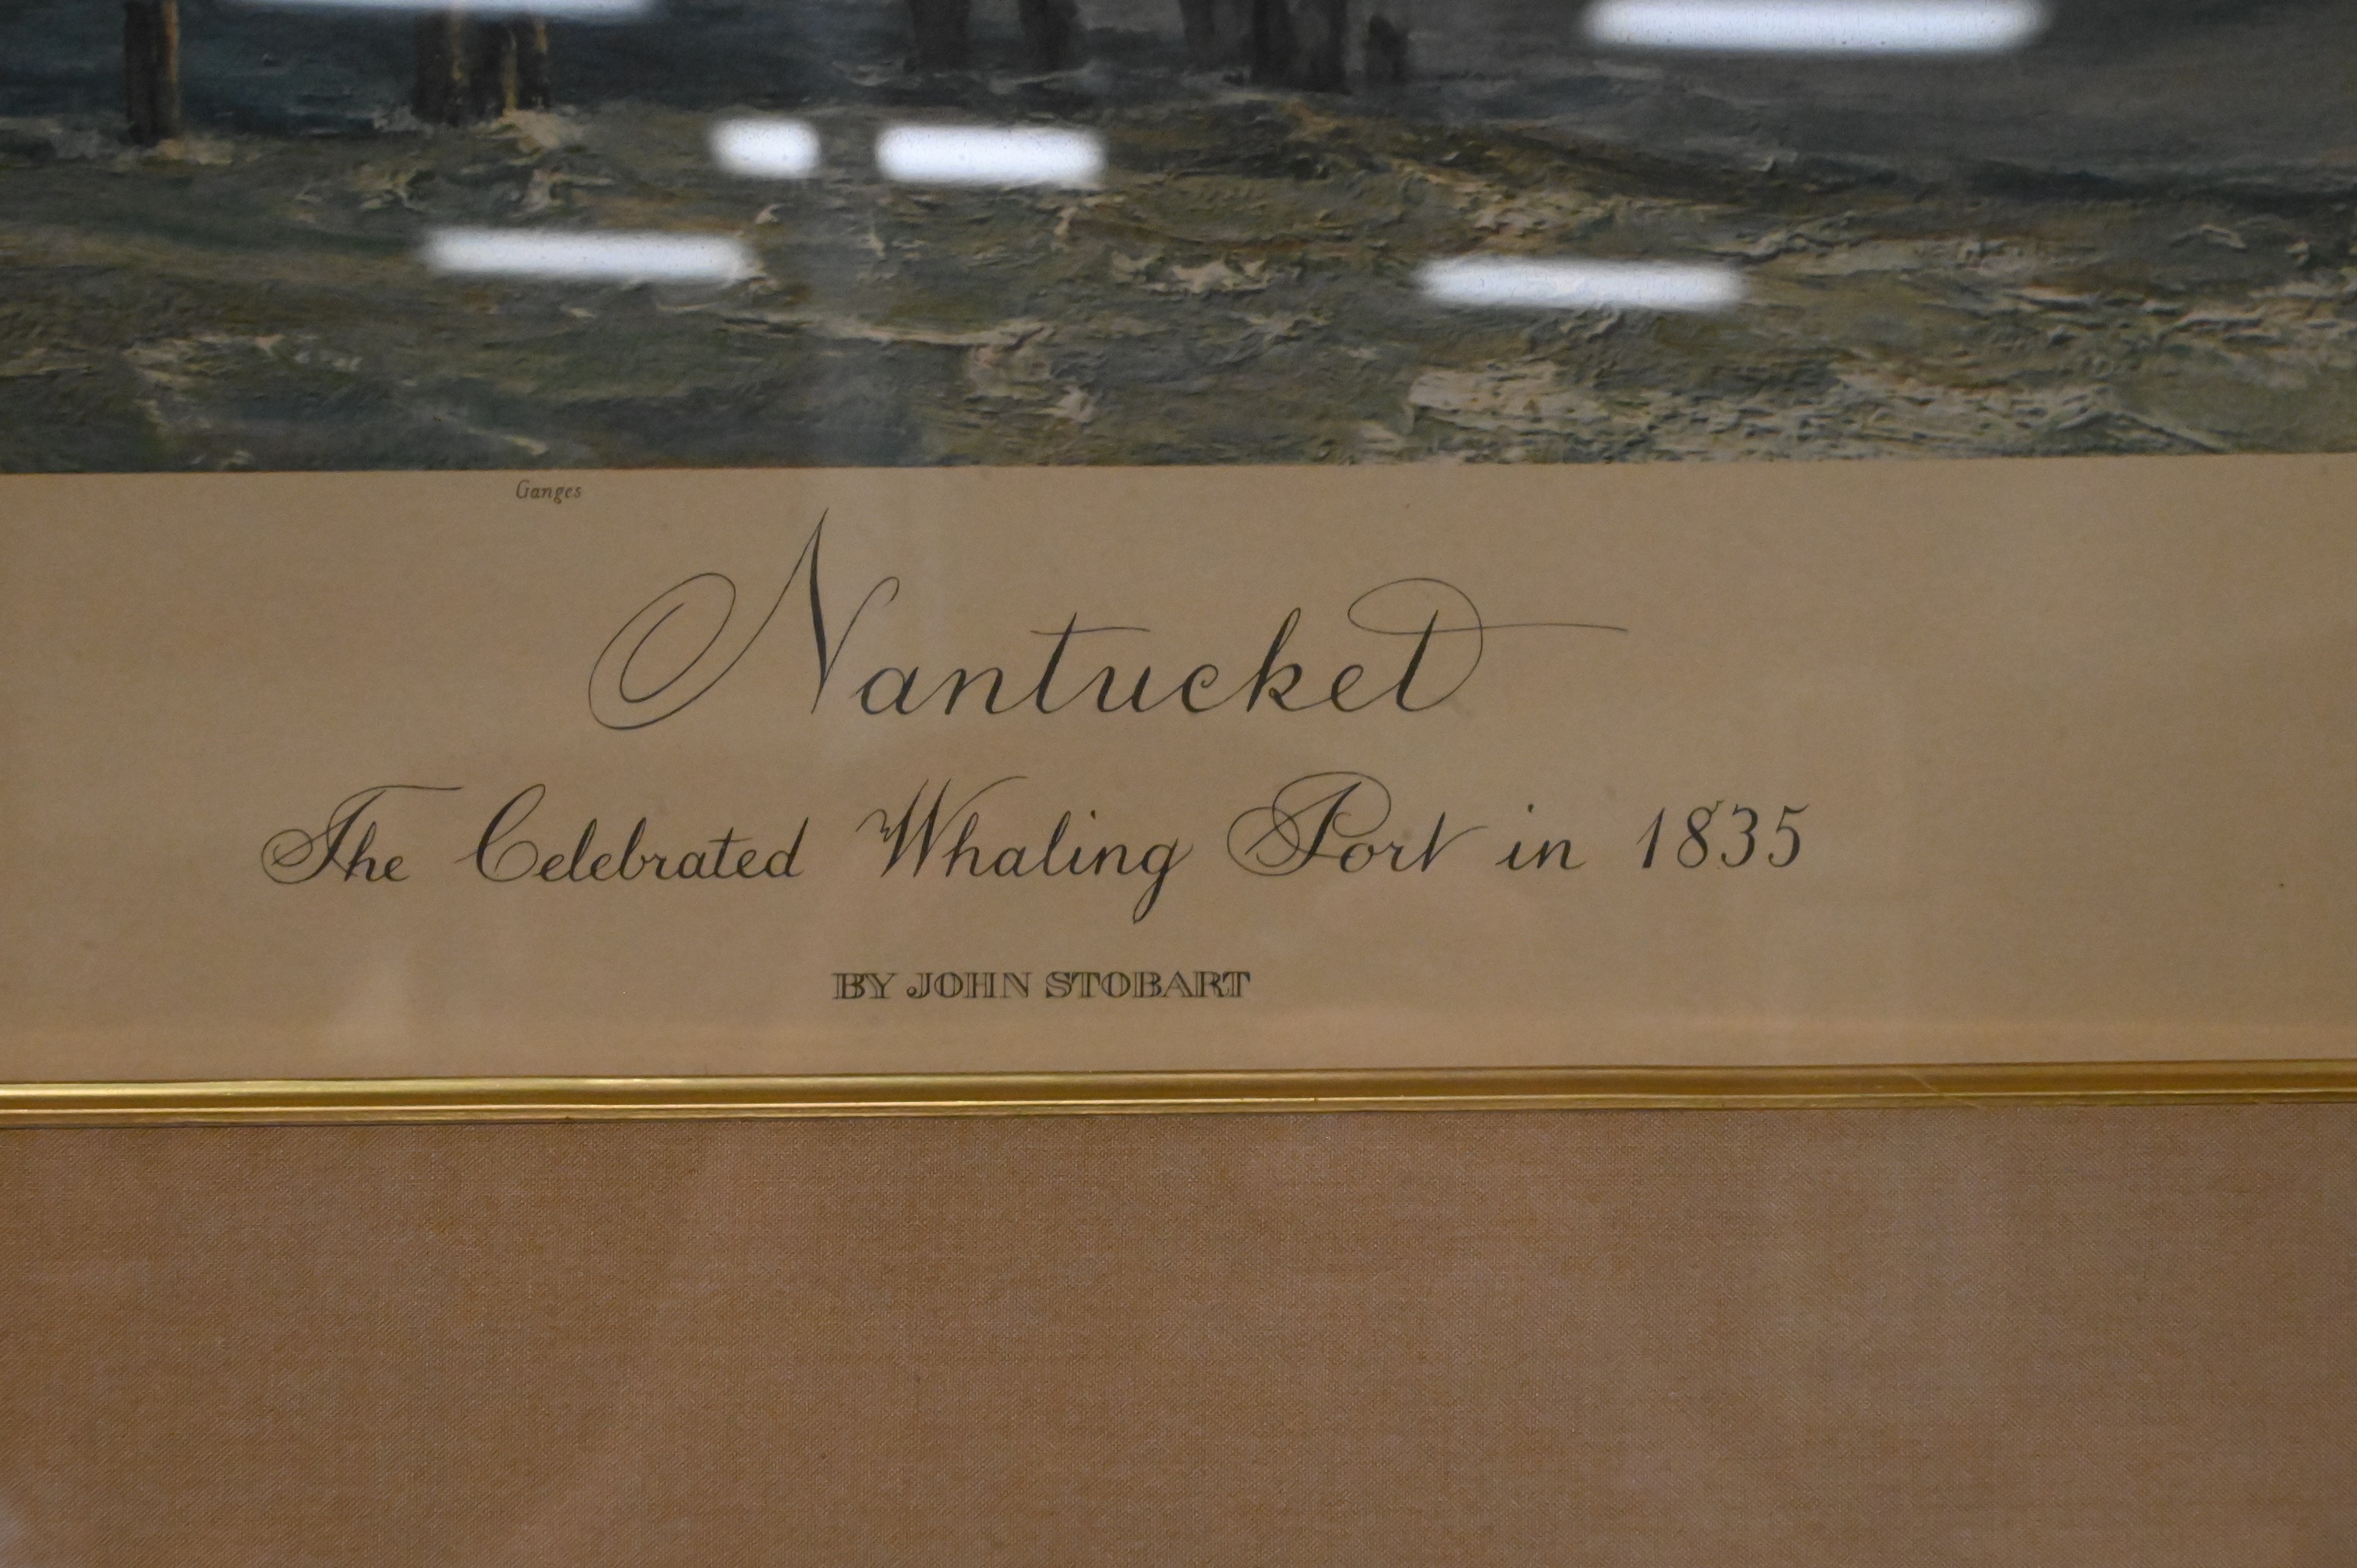 Ganges
Nantucket
The Celebrated Whaling Port in 1835
BY JOHN STOBART